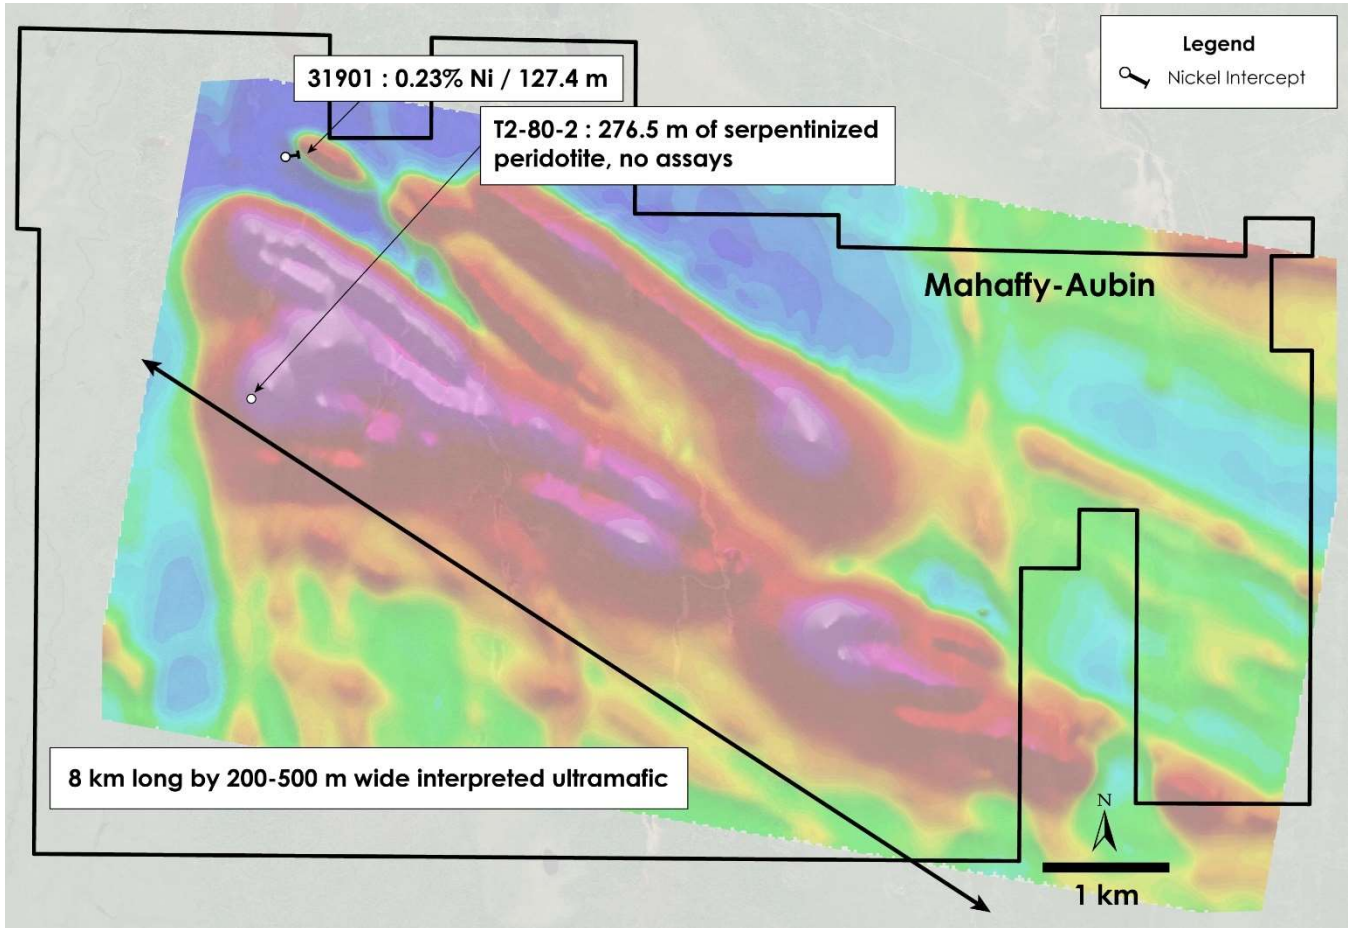 Legend
Nickel Intercept
31901 : 0.23% Ni / 127.4 m
T2-80-2 : 276.5 m of serpentinized
peridotite, no assays
Mahaffy-Aubin
8 km long by 200-500 m wide interpreted ultramafic
N
1 km